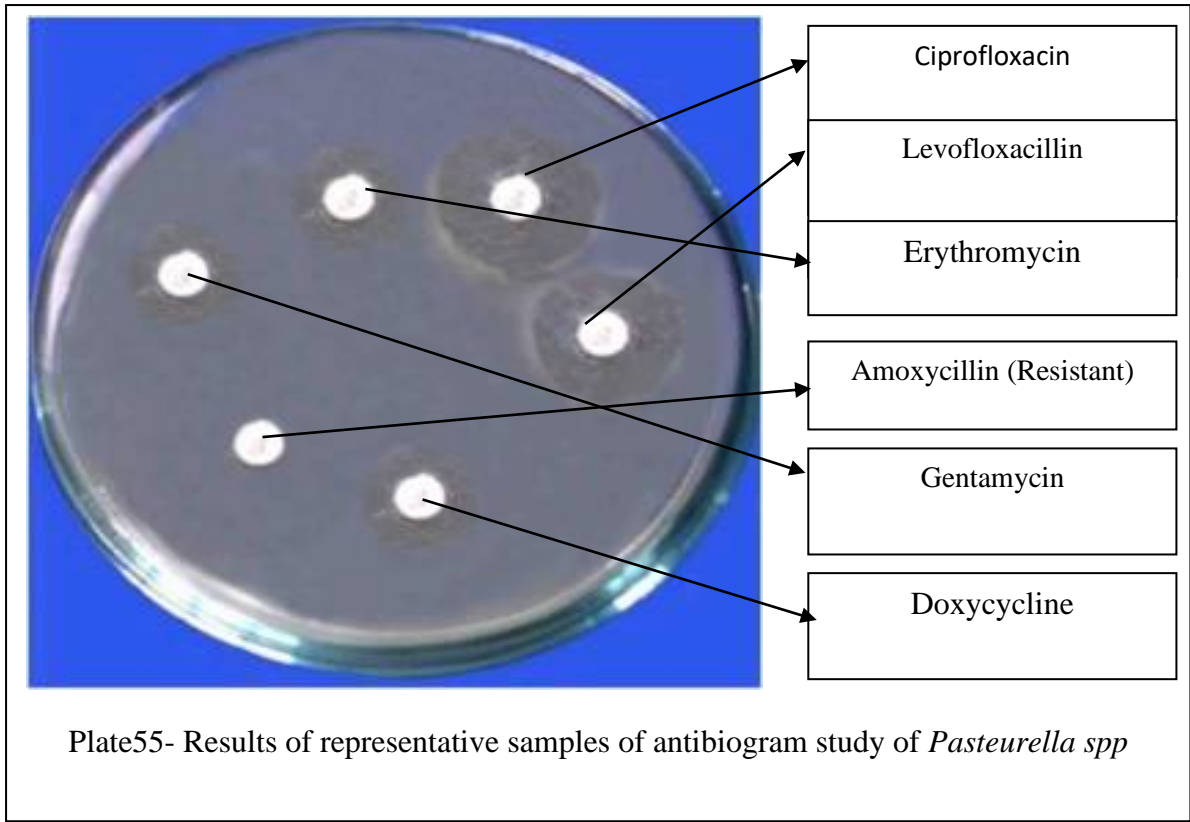 Ciprofloxacin
Levofloxacillin
Erythromycin
Amoxycillin (Resistant)
Gentamycin
Doxycycline
Plate55- Results of representative samples of antibiogram study of Pasteurella spp